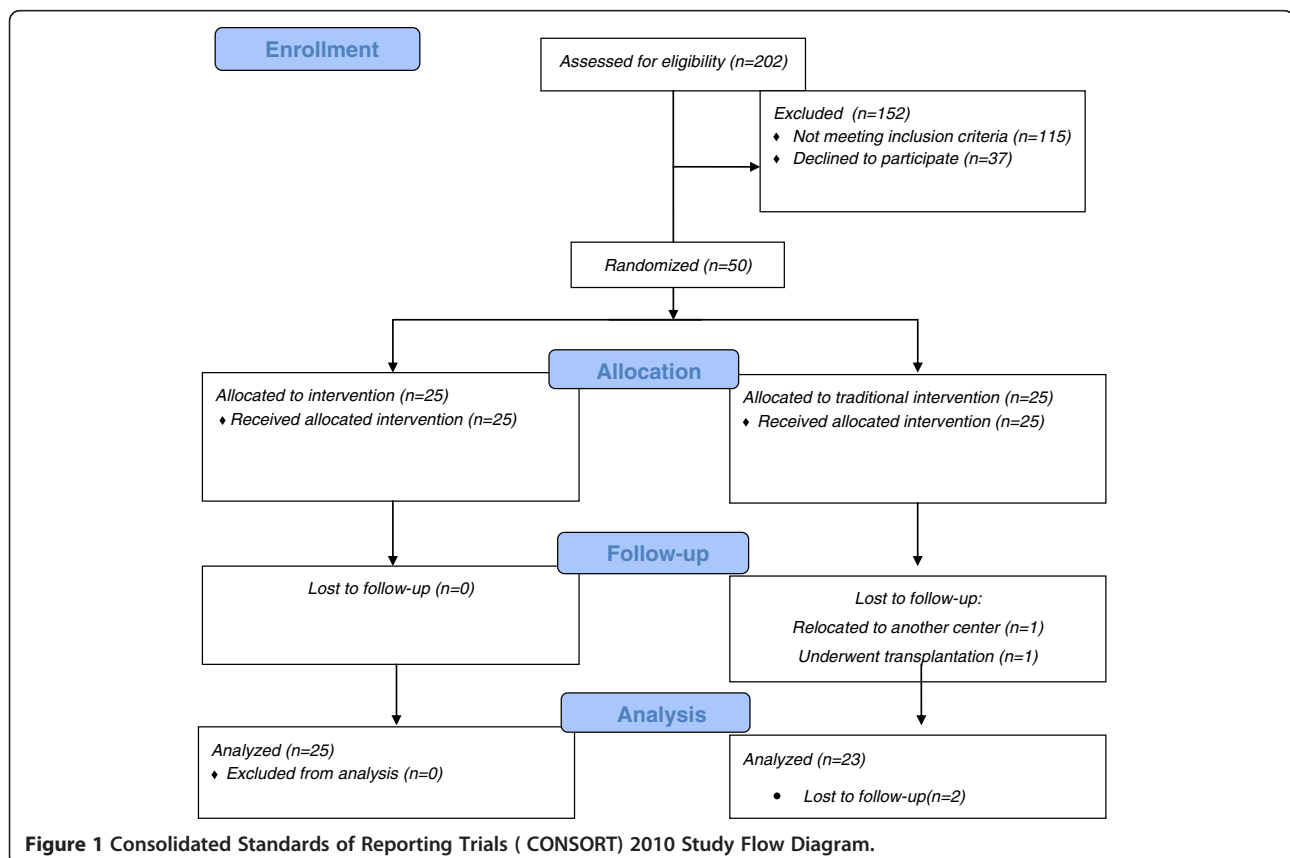 Enrollment
Assessed for eligibility (n=202)
Excluded (n=152)
♦ Not meeting inclusion criteria (n=115)
♦ Declined to participate (n=37)
Randomized (n=50)
Allocation
Allocated to intervention (n=25)
♦ Received allocated intervention (n=25)
Allocated to traditional intervention (n=25)
♦ Received allocated intervention (n=25)
Follow-up
Lost to follow-up (n=0)
Lost to follow-up:
Relocated to another center (n=1)
Underwent transplantation (n=1)
Analysis
Analyzed (n=25)
♦ Excluded from analysis (n=0)
Analyzed (n=23)
• Lost to follow-up(n=2)
Figure 1 Consolidated Standards of Reporting Trials ( CONSORT) 2010 Study Flow Diagram.